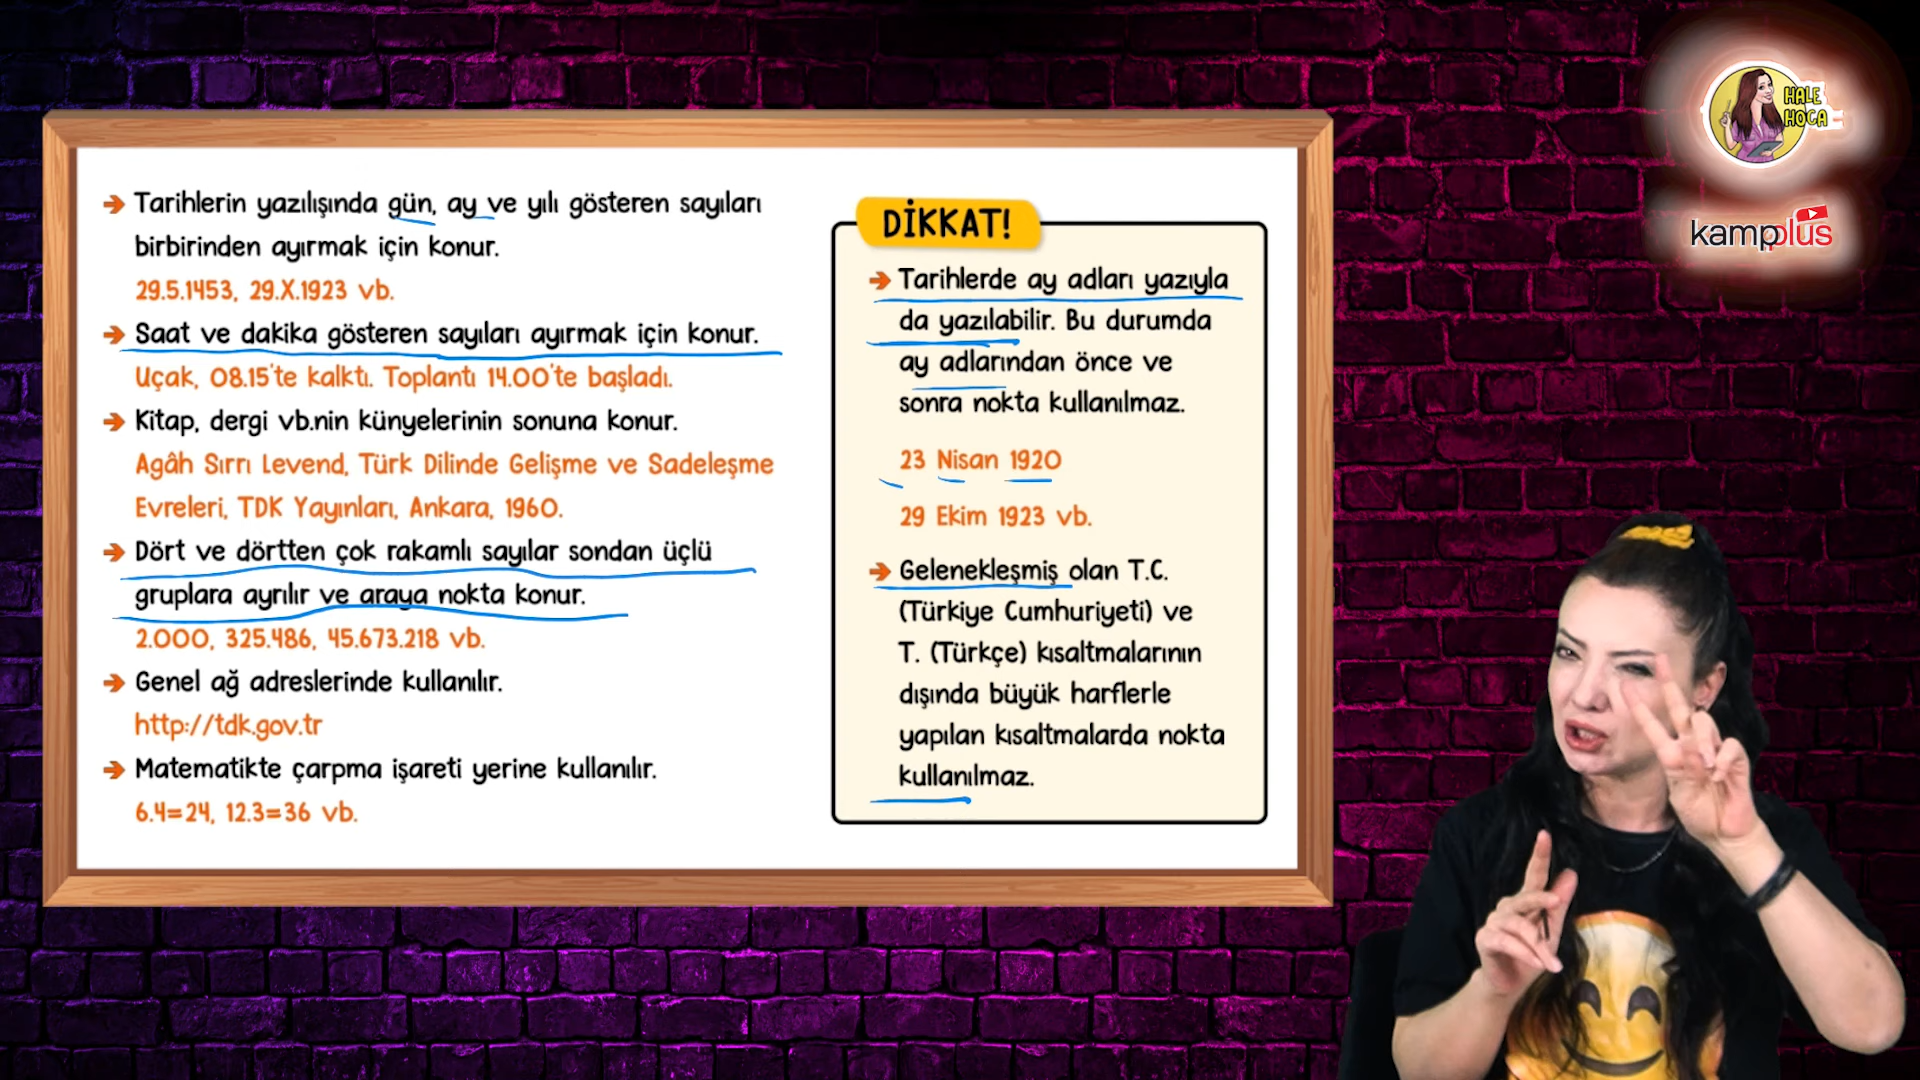 ➔ Tarihlerin yazılışında gün, ay ve yılı gösteren sayıları
birbirinden ayırmak için konur.
29.5.1453, 29.X.1923 vb.
➔ Saat ve dakika gösteren sayıları ayırmak için konur.
Uçak, 08.15'te kalktı. Toplantı 14.00'te başladı.
➔ Kitap, dergi vb.nin künyelerinin sonuna konur.
Agâh Sırrı Levend, Türk Dilinde Gelişme ve Sadeleşme
Evreleri, TDK Yayınları, Ankara, 1960.
➔ Dört ve dörtten çok rakamlı sayılar sondan üçlü
gruplara ayrılır ve araya nokta konur.
2.000, 325.486, 45.673.218 vb.
➔ Genel ağ adreslerinde kullanılır.
http://tdk.gov.tr
➔ Matematikte çarpma işareti yerine kullanılır.
6.4=24, 12.3=36 vb.
DİKKAT!
➔ Tarihlerde ay adları yazıyla
da yazılabilir. Bu durumda
ay adlarından önce ve
sonra nokta kullanılmaz.
23 Nisan 1920
29 Ekim 1923 vb.
➔ Gelenekleşmiş olan T.C.
(Türkiye Cumhuriyeti) ve
T. (Türkçe) kısaltmalarının
dışında büyük harflerle
yapılan kısaltmalarda nokta
kullanılmaz.
HALE
HOCA
kampplus